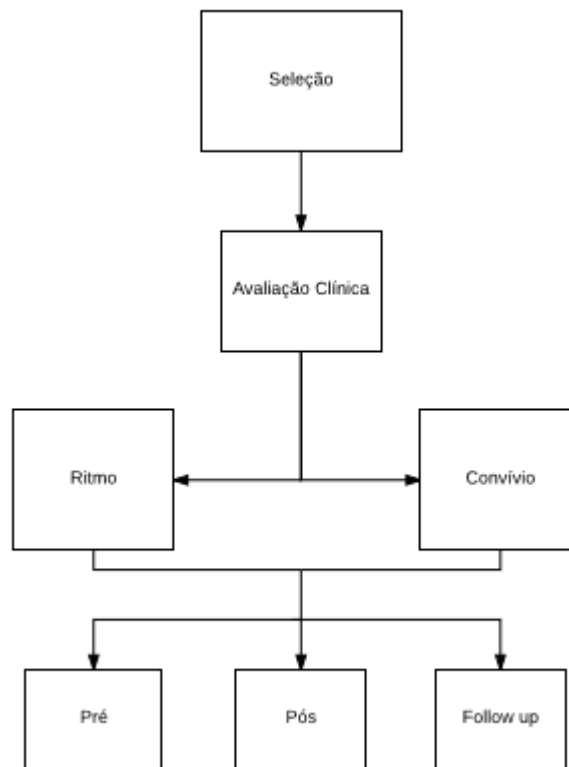 Seleção
Avaliação Clínica
Ritmo
Convívio
Pré
Pós
Follow up